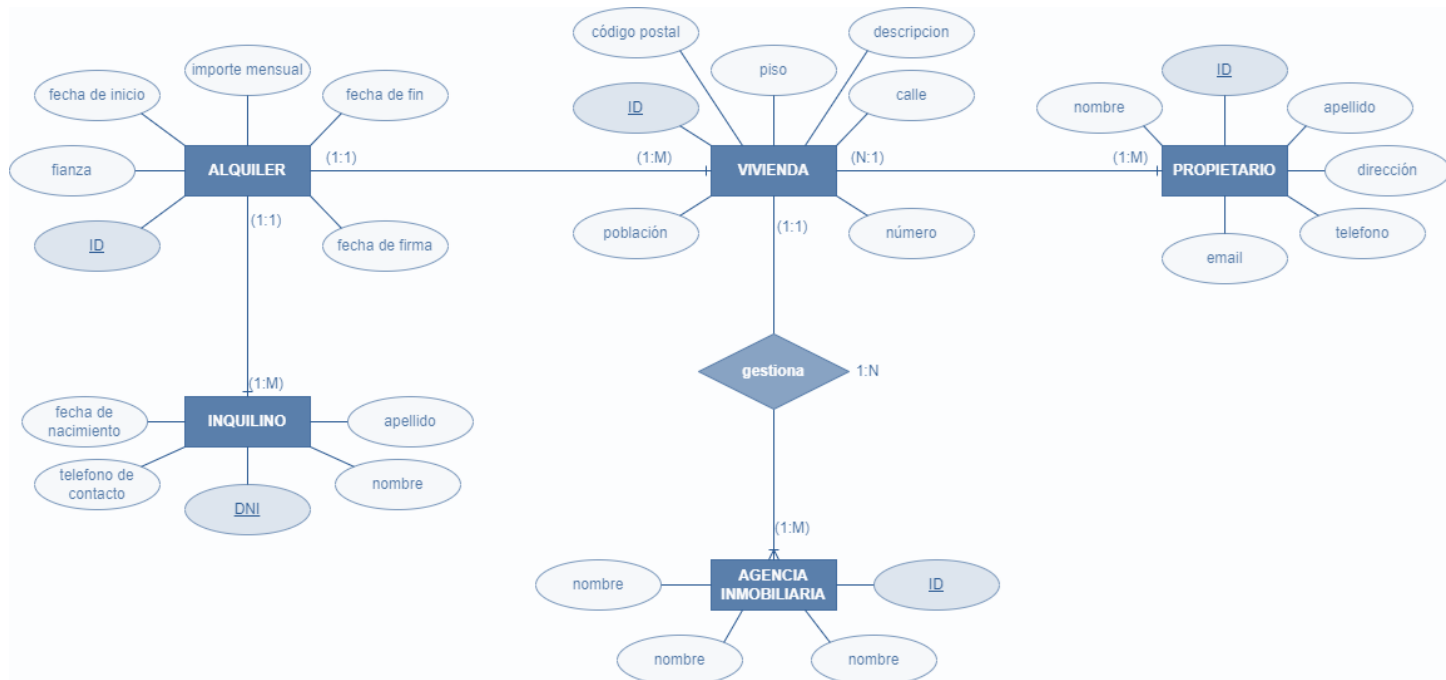 código postal
descripcion
importe mensual
piso
ID
fecha de inicio
fecha de fin
ID
calle
nombre
apellido
fianza
ALQUILER
(1:1)
(1:M)
VIVIENDA
(N:1)
(1:M)
PROPIETARIO
dirección
(1:1)
(1:1)
ID
fecha de firma
población
número
telefono
email
gestiona
1:N
(1:M)
fecha de
nacimiento
INQUILINO
apellido
telefono de
contacto
DNI
nombre
(1:M)
nombre
AGENCIA
INMOBILIARIA
ID
nombre
nombre